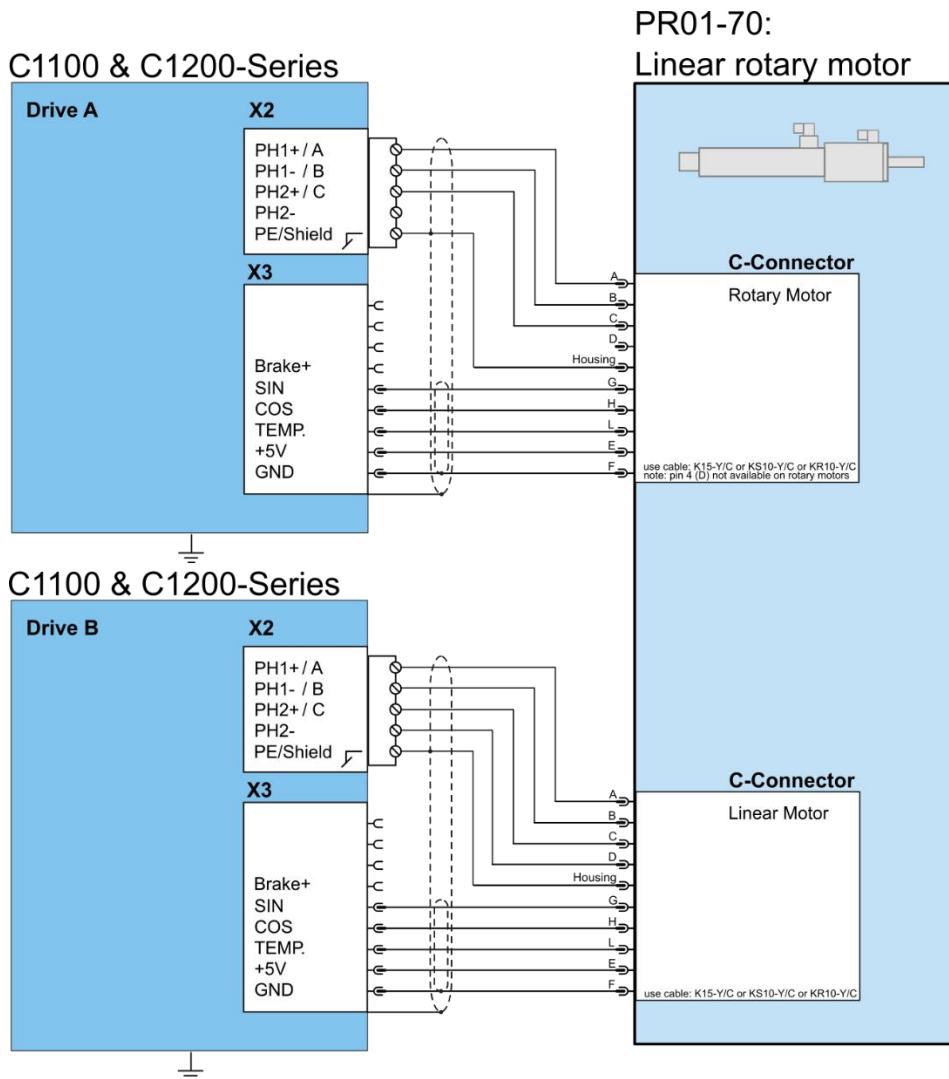 PR01-70:
Linear rotary motor
C1100 & C1200-Series
Drive A
X2
PH1+/ A
PH1- / B
PH2+/ C
PH2-
PE/Shield
X3
Brake+
SIN
COS
TEMP.
+5V
GND
C-Connector
Rotary Motor
A
B
C
D
Housing
G
H
L
E
F
use cable: K15-Y/C or KS10-Y/C or KR10-Y/C
note: pin 4 (D) not available on rotary motors
C1100 & C1200-Series
Drive B
X2
PH1+/ A
PH1- / B
PH2+/ C
PH2-
PE/Shield
X3
Brake+
SIN
COS
TEMP.
+5V
GND
C-Connector
Linear Motor
A
B
C
D
Housing
G
H
L
E
F
use cable: K15-Y/C or KS10-Y/C or KR10-Y/C